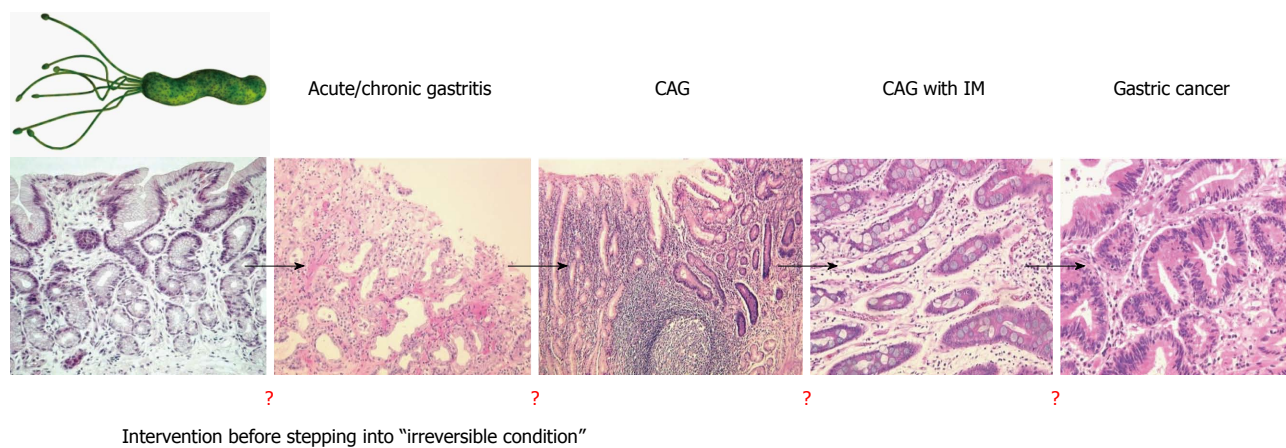 Acute/chronic gastritis
CAG
CAG with IM
Gastric cancer
?
?
?
?
Intervention before stepping into “irreversible condition”